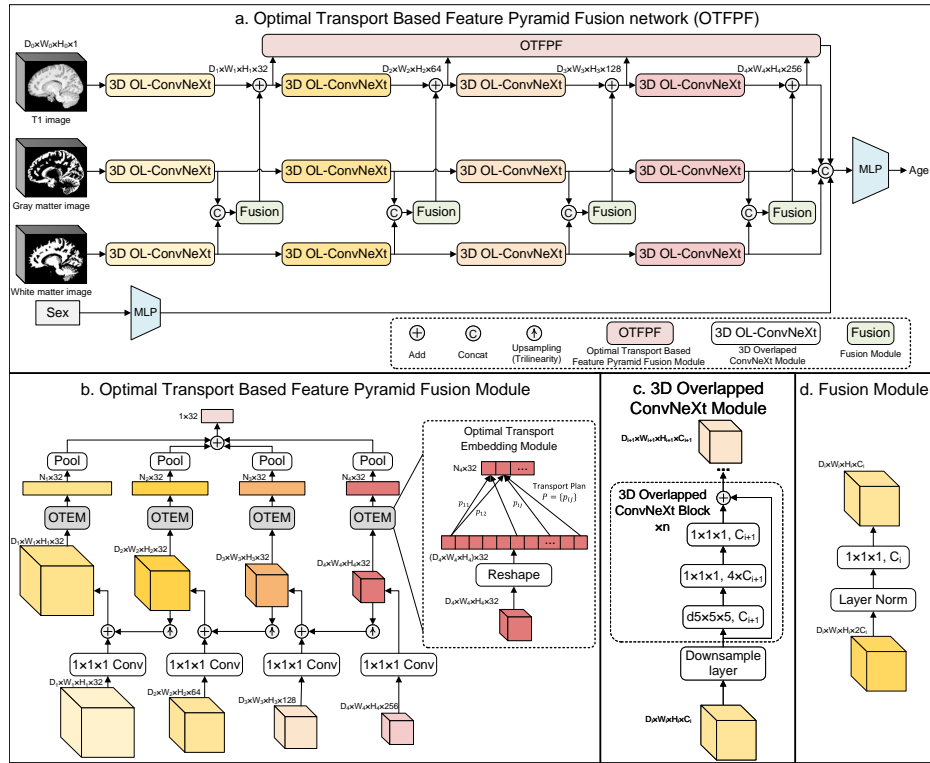 a. Optimal Transport Based Feature Pyramid Fusion network (OTFPF)
D₀×W₀×H₀×1
OTFPF
D₁×W₁×H₁×32
D₂×W₂×H₂×64
D₃×W₃×H₃×128
D₄×W₄×H₄×256
3D OL-ConvNeXt
3D OL-ConvNeXt
3D OL-ConvNeXt
3D OL-ConvNeXt
T1 image
3D OL-ConvNeXt
3D OL-ConvNeXt
3D OL-ConvNeXt
3D OL-ConvNeXt
C
MLP
Age
Gray matter image
C
Fusion
C
Fusion
C
Fusion
C
Fusion
3D OL-ConvNeXt
3D OL-ConvNeXt
3D OL-ConvNeXt
3D OL-ConvNeXt
White matter image
Sex
MLP
Add
C
Concat
Upsampling
(Trilinearity)
OTFPF
Optimal Transport Based
Feature Pyramid Fusion Module
3D OL-ConvNeXt
3D Overlaped
ConvNeXt Module
Fusion
Fusion Module
b. Optimal Transport Based Feature Pyramid Fusion Module
1×32
Pool
Pool
Pool
Pool
N₁×32
N₂×32
N₃×32
N₄×32
OTEM
OTEM
OTEM
OTEM
D₁×W₁×H₁×32
D₂×W₂×H₂×32
D₃×W₃×H₃×32
D₄×W₄×H₄×32
1×1×1 Conv
1×1×1 Conv
1×1×1 Conv
1×1×1 Conv
D₁×W₁×H₁×32
D₂×W₂×H₂×64
D₃×W₃×H₃×128
D₄×W₄×H₄×256
Optimal Transport
Embedding Module
N₄×32
...
Transport Plan
P = {pᵢⱼ}
p₁₁
p₁₂
p₁ⱼ
pᵢⱼ
...
(D₄×W₄×H₄)×32
Reshape
D₄×W₄×H₄×32
c. 3D Overlapped
ConvNeXt Module
Dᵢ₊₁×Wᵢ₊₁×Hᵢ₊₁×Cᵢ₊₁
...
3D Overlapped
ConvNeXt Block
×n
1×1×1, Cᵢ₊₁
1×1×1, 4×Cᵢ₊₁
d5×5×5, Cᵢ₊₁
Downsample
layer
Dᵢ×Wᵢ×Hᵢ×Cᵢ
d. Fusion Module
Dᵢ×Wᵢ×Hᵢ×Cᵢ
1×1×1, Cᵢ
Layer Norm
Dᵢ×Wᵢ×Hᵢ×2Cᵢ